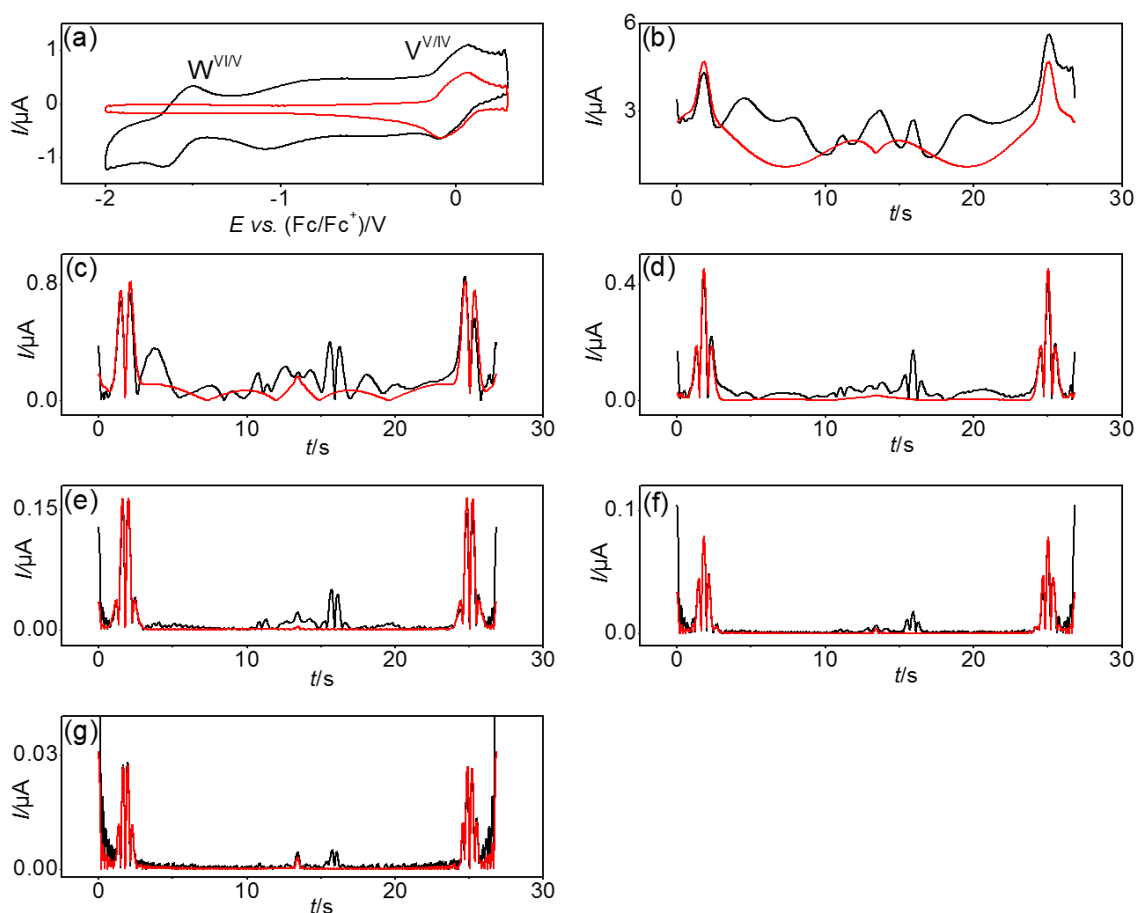 (a)
W^VI/V
V^V/IV
1
0
-1
I/μA
-2
-1
0
E vs. (Fc/Fc⁺)/V
(b)
6
3
I/μA
0
10
20
30
t/s
(c)
0.8
0.0
I/μA
0
10
20
30
t/s
(d)
0.4
0.0
I/μA
0
10
20
30
t/s
(e)
0.15
0.00
I/μA
0
10
20
30
t/s
(f)
0.1
0.0
I/μA
0
10
20
30
t/s
(g)
0.03
0.00
I/μA
0
10
20
30
t/s